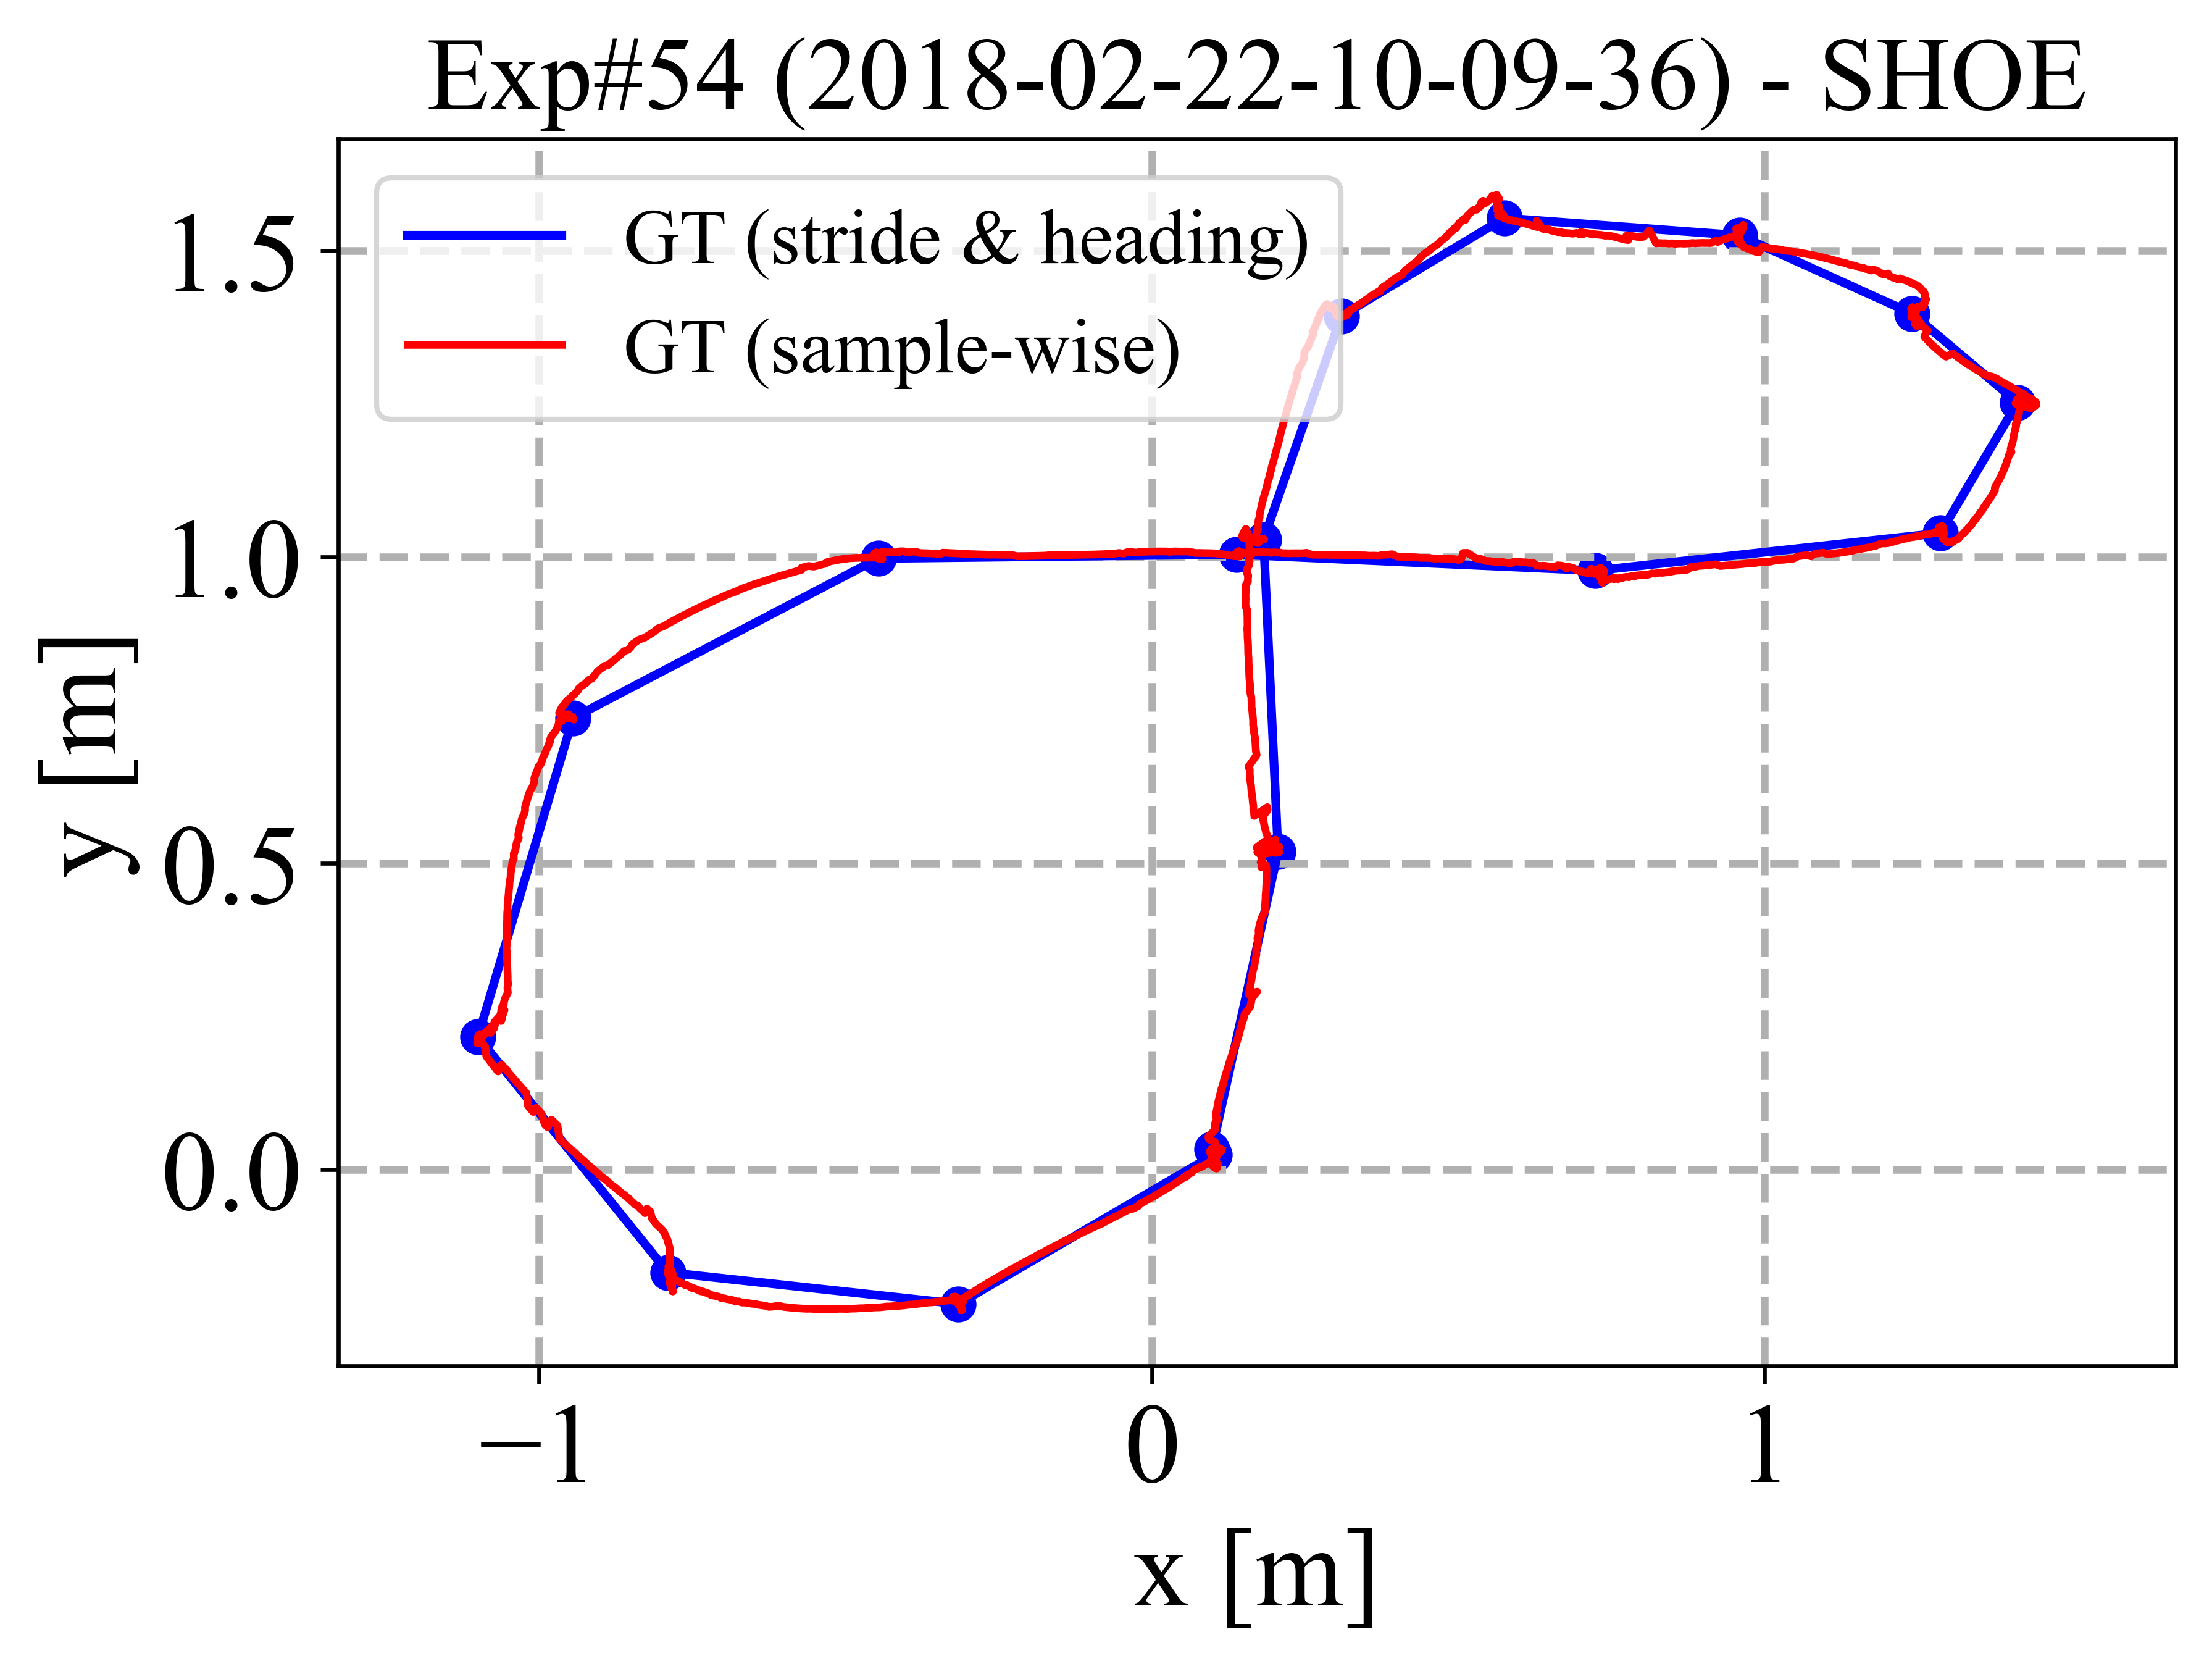 Exp#54 (2018-02-22-10-09-36) - SHOE
GT (stride & heading)
GT (sample-wise)
1.5
1.0
0.5
0.0
y [m]
−1
0
1
x [m]